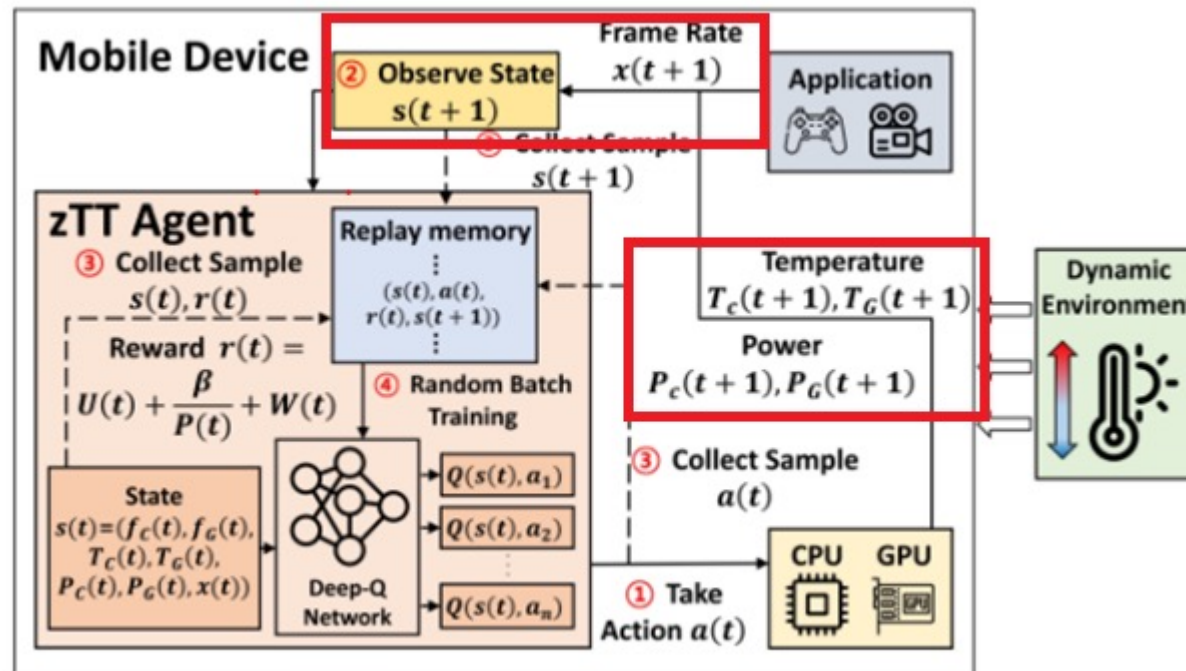 Mobile Device
② Observe State
s(t + 1)
Frame Rate
x(t + 1)
Application
Collect Sample
s(t + 1)
zTT Agent
③ Collect Sample
s(t), r(t)
Reward r(t) =
U(t) + β/P(t) + W(t)
Replay memory
⋮
(s(t), a(t),
r(t), s(t + 1))
⋮
④ Random Batch
Training
State
s(t)=(f_C(t), f_G(t),
T_C(t), T_G(t),
P_C(t), P_G(t), x(t))
Deep-Q
Network
Q(s(t), a_1)
Q(s(t), a_2)
⋮
Q(s(t), a_n)
Temperature
T_c(t + 1), T_G(t + 1)
Power
P_c(t + 1), P_G(t + 1)
③ Collect Sample
a(t)
① Take
Action a(t)
CPU GPU
GPU
Dynamic
Environment